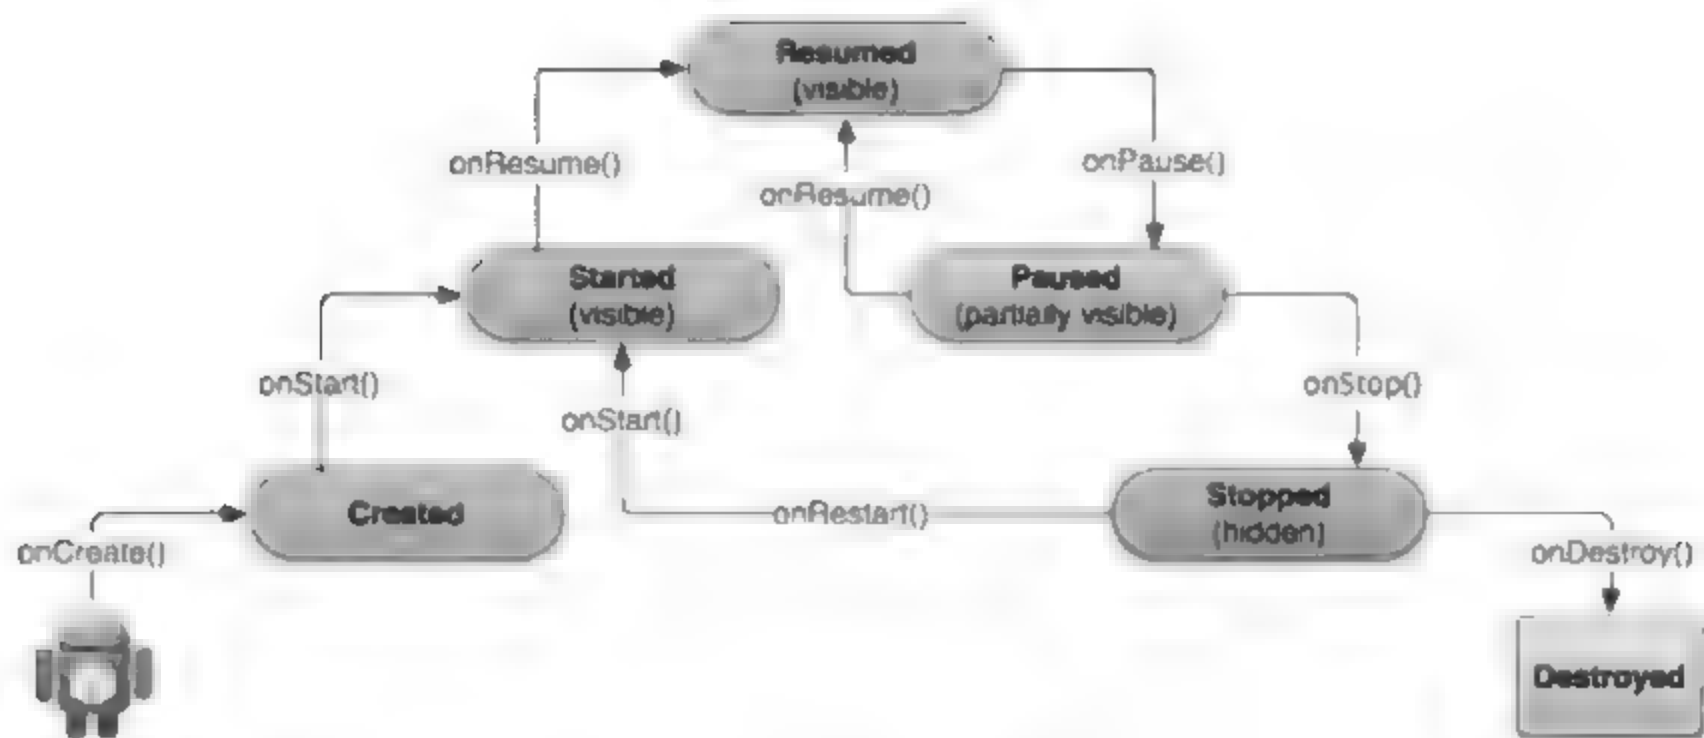 Resumed
(visible)
onResume()
onPause()
onResume()
Started
(visible)
Paused
(partially visible)
onStart()
onStop()
onStart()
Created
Stopped
(hidden)
onRestart()
onCreate()
onDestroy()
Destroyed